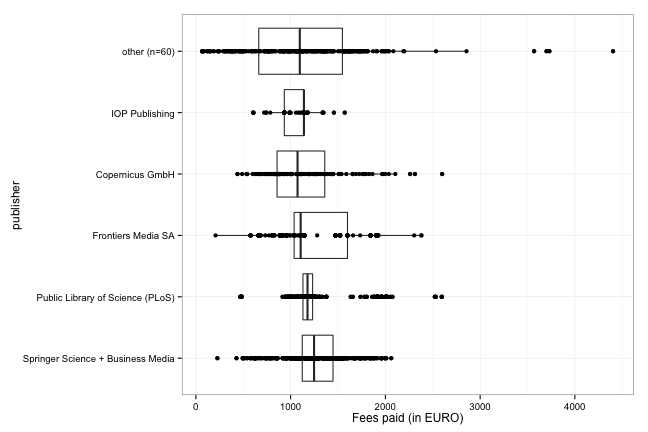 other (n=60)
IOP Publishing
Copernicus GmbH
Frontiers Media SA
Public Library of Science (PLoS)
Springer Science + Business Media
publisher
0 1000 2000 3000 4000
Fees paid (in EURO)